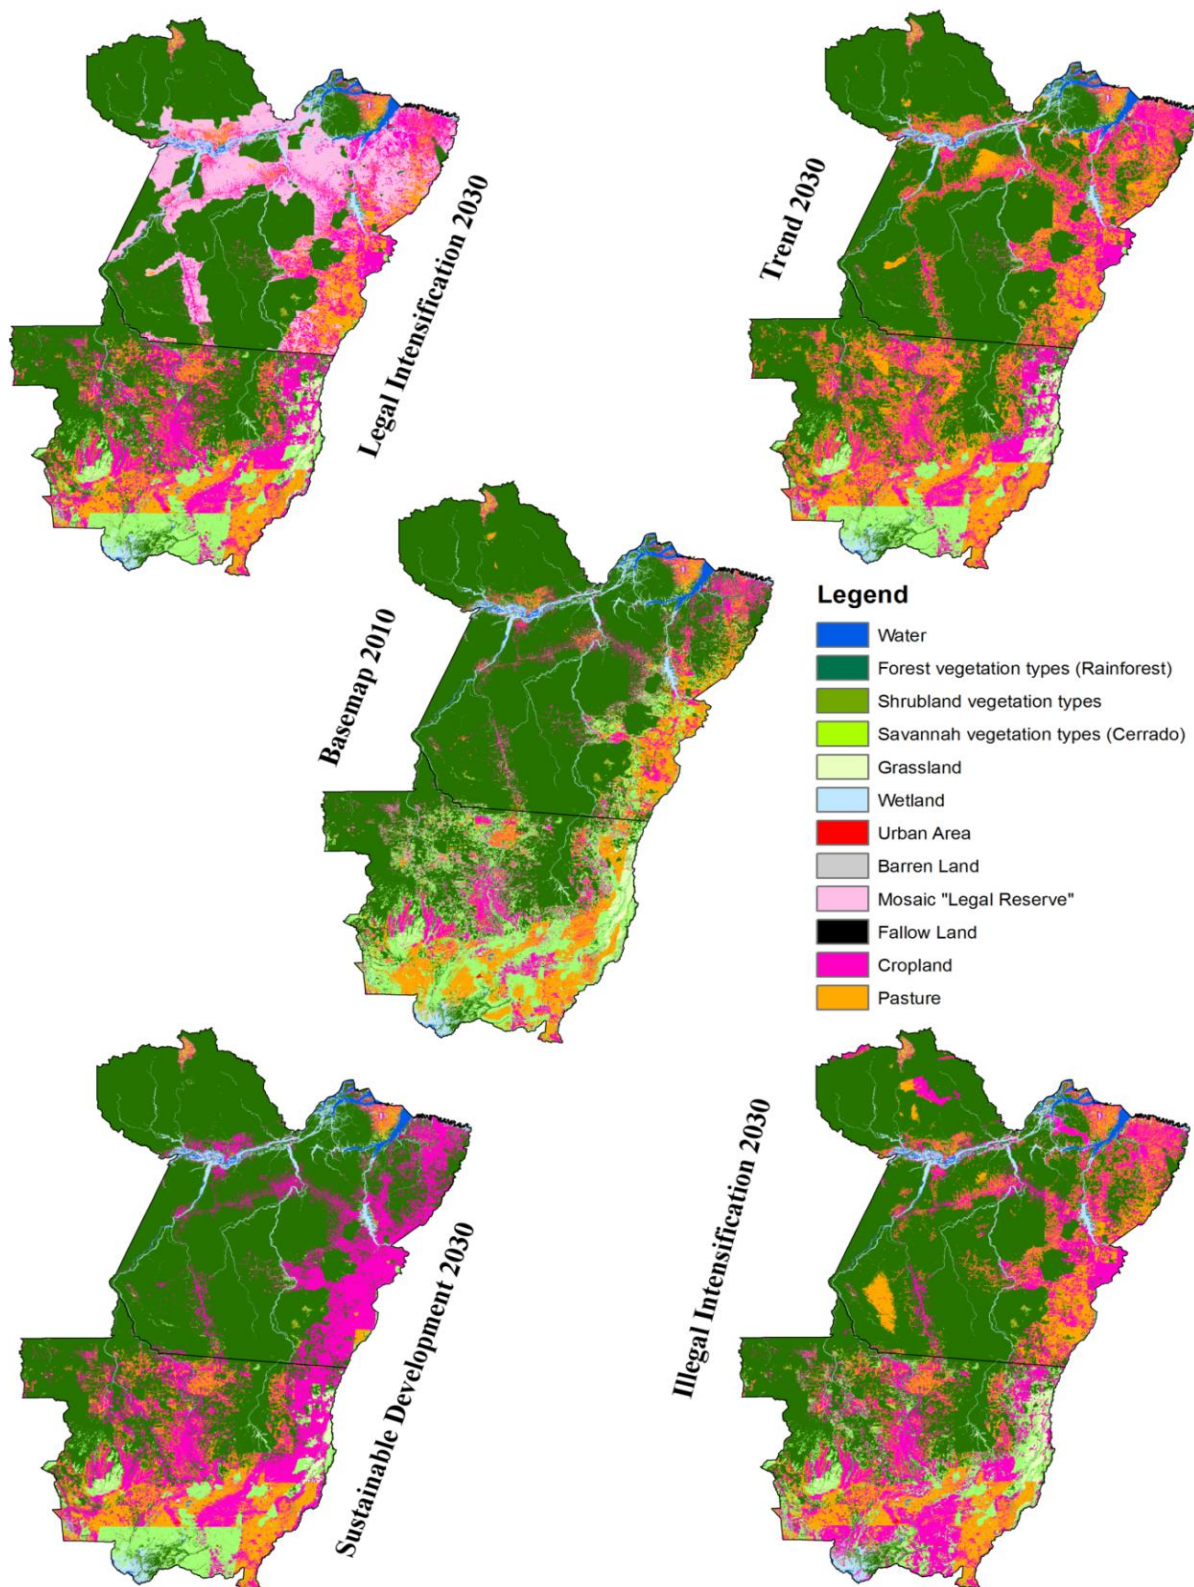 Legal Intensification 2030
Trend 2030
Basemap 2010
Legend
Water
Forest vegetation types (Rainforest)
Shrubland vegetation types
Savannah vegetation types (Cerrado)
Grassland
Wetland
Urban Area
Barren Land
Mosaic "Legal Reserve"
Fallow Land
Cropland
Pasture
Sustainable Development 2030
Illegal Intensification 2030